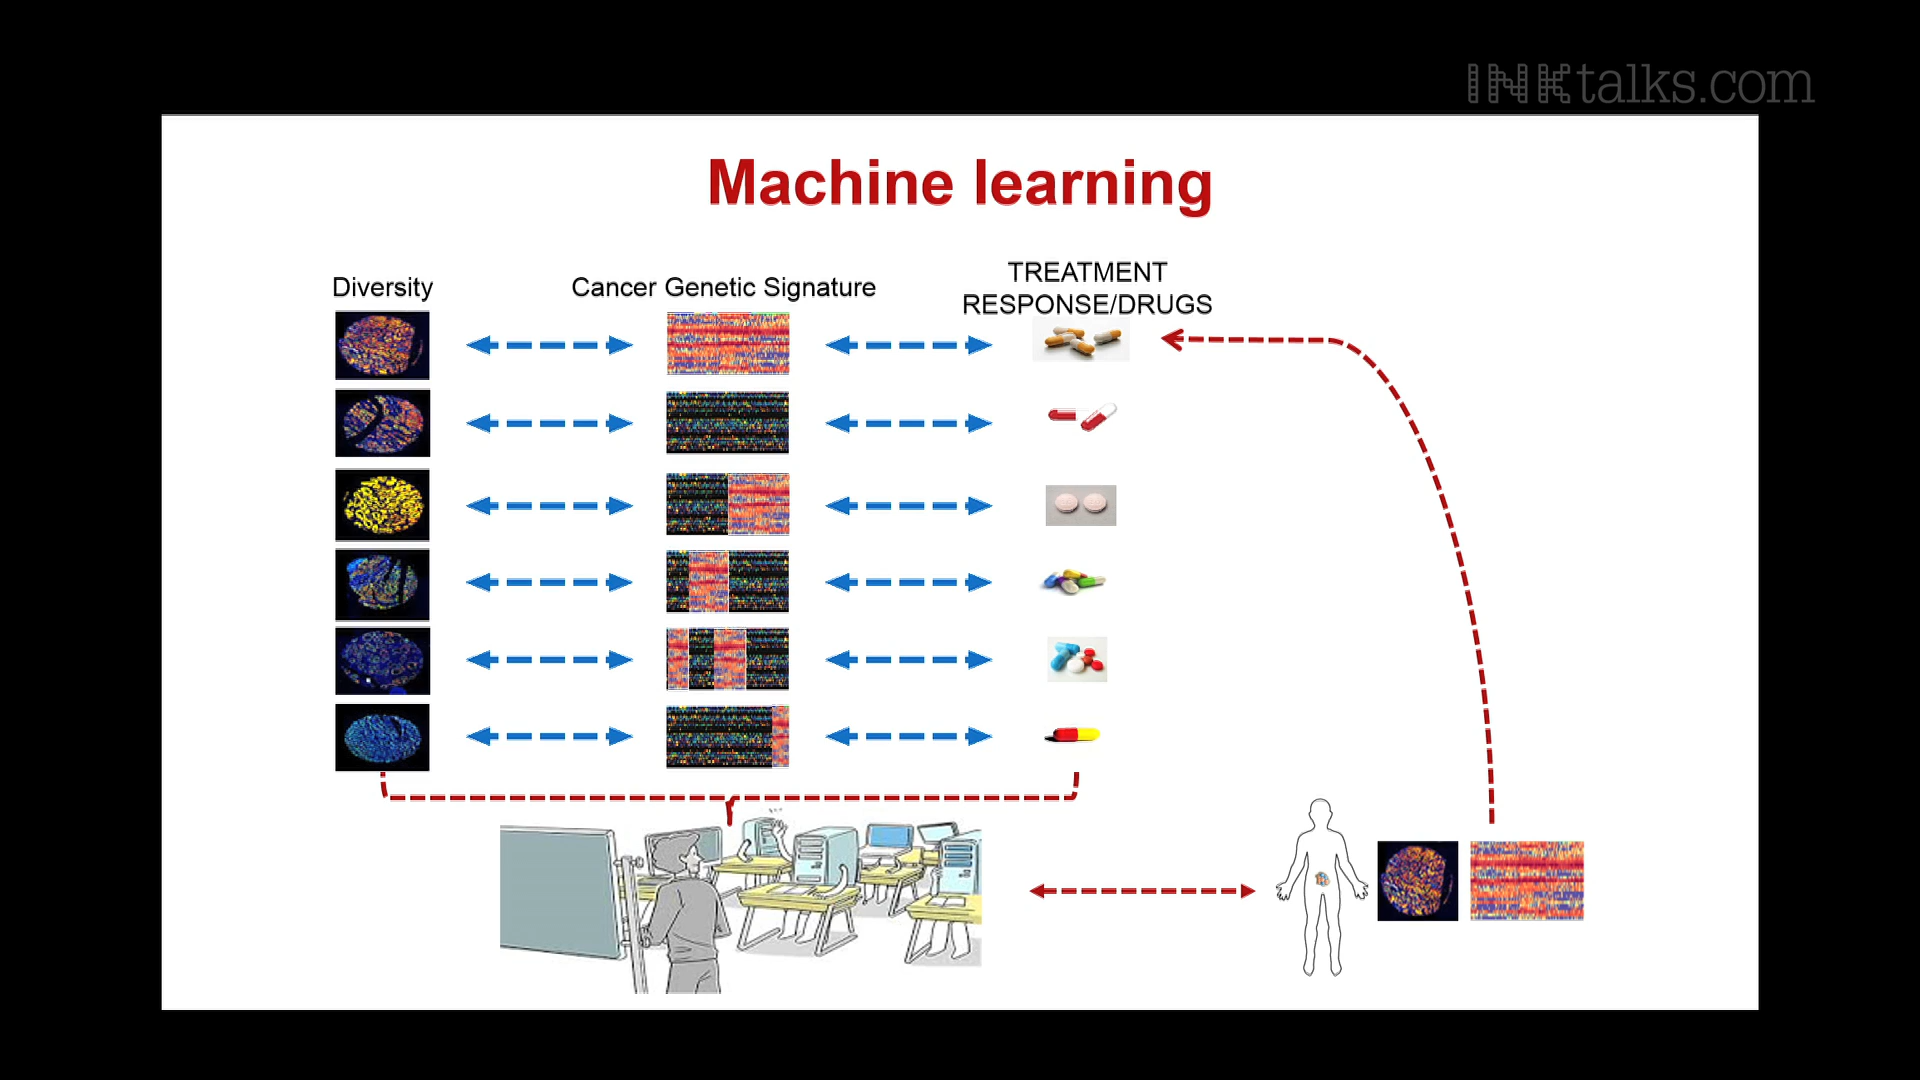 INKtalks.com
Machine learning
Diversity
Cancer Genetic Signature
TREATMENT
RESPONSE/DRUGS